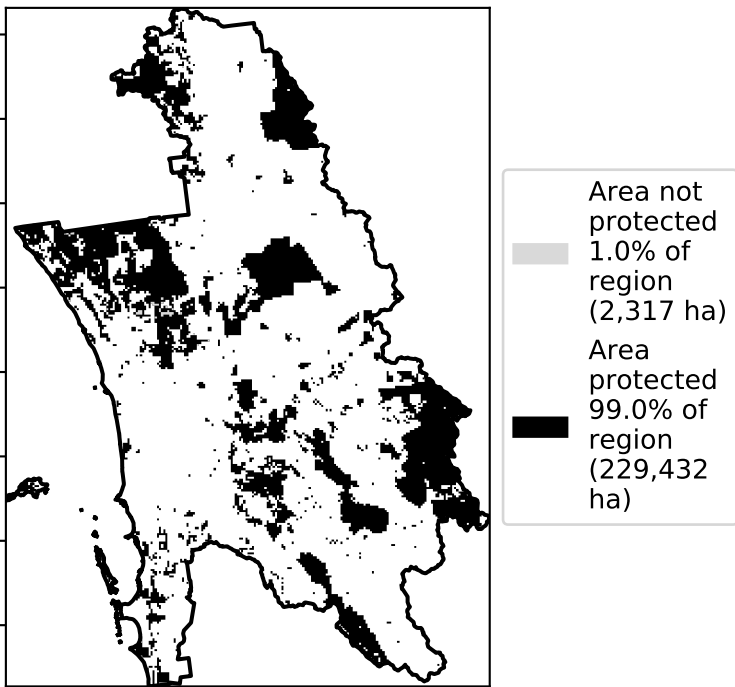 Area not
protected
1.0% of
region
(2,317 ha)
Area
protected
99.0% of
region
(229,432
ha)